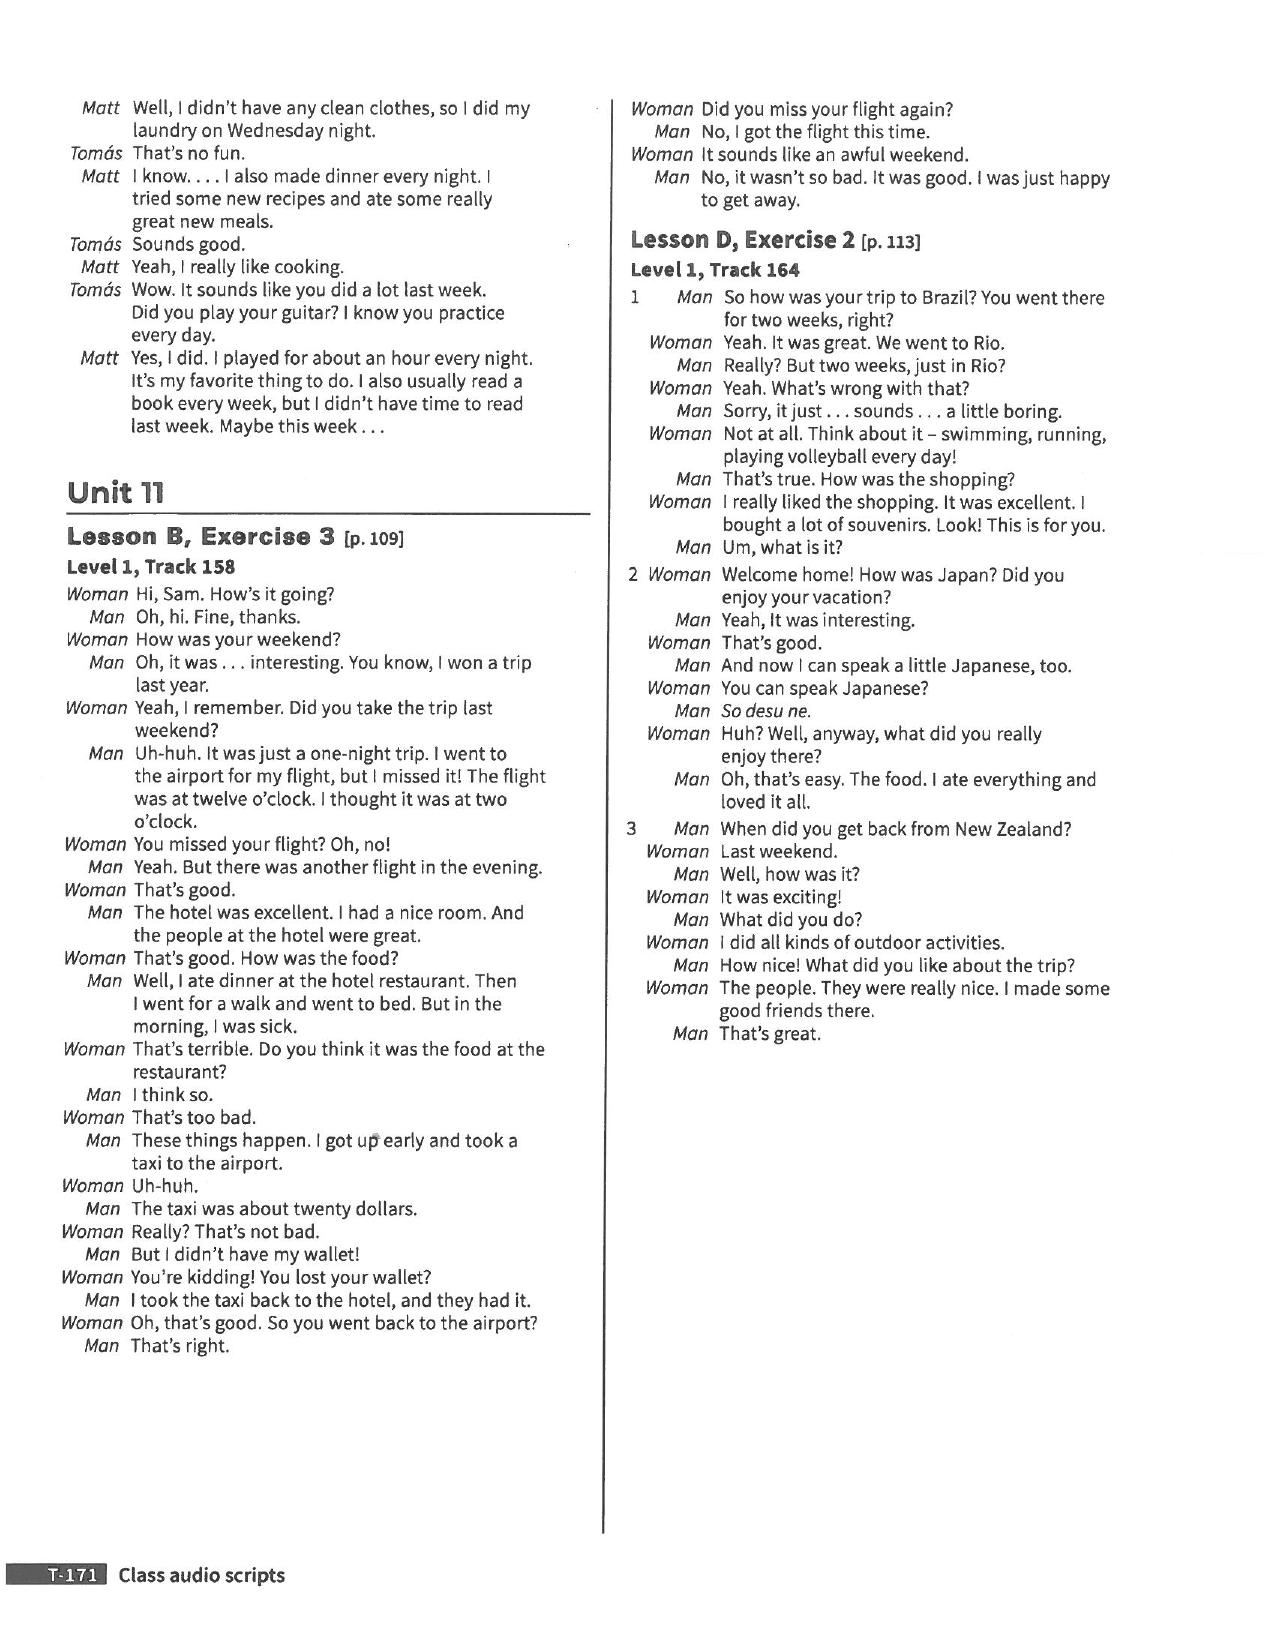 Matt Well, I didn't have any clean clothes, so I did my
laundry on Wednesday night.
Tomás That's no fun.
Matt I know. . . . I also made dinner every night. I
tried some new recipes and ate some really
great new meals.
Tomás Sounds good.
Matt Yeah, I really like cooking.
Tomás Wow. It sounds like you did a lot last week.
Did you play your guitar? I know you practice
every day.
Matt Yes, I did. I played for about an hour every night.
It's my favorite thing to do. I also usually read a
book every week, but I didn't have time to read
last week. Maybe this week . . .
Unit 11
Lesson B, Exercise 3 [p. 109]
Level 1, Track 158
Woman Hi, Sam. How's it going?
Man Oh, hi. Fine, thanks.
Woman How was your weekend?
Man Oh, it was . . . interesting. You know, I won a trip
last year.
Woman Yeah, I remember. Did you take the trip last
weekend?
Man Uh-huh. It was just a one-night trip. I went to
the airport for my flight, but I missed it! The flight
was at twelve o'clock. I thought it was at two
o'clock.
Woman You missed your flight? Oh, no!
Man Yeah. But there was another flight in the evening.
Woman That's good.
Man The hotel was excellent. I had a nice room. And
the people at the hotel were great.
Woman That's good. How was the food?
Man Well, I ate dinner at the hotel restaurant. Then
I went for a walk and went to bed. But in the
morning, I was sick.
Woman That's terrible. Do you think it was the food at the
restaurant?
Man I think so.
Woman That's too bad.
Man These things happen. I got up early and took a
taxi to the airport.
Woman Uh-huh.
Man The taxi was about twenty dollars.
Woman Really? That's not bad.
Man But I didn't have my wallet!
Woman You're kidding! You lost your wallet?
Man I took the taxi back to the hotel, and they had it.
Woman Oh, that's good. So you went back to the airport?
Man That's right.
Woman Did you miss your flight again?
Man No, I got the flight this time.
Woman It sounds like an awful weekend.
Man No, it wasn't so bad. It was good. I was just happy
to get away.
Lesson D, Exercise 2 [p. 113]
Level 1, Track 164
1 Man So how was your trip to Brazil? You went there
for two weeks, right?
Woman Yeah. It was great. We went to Rio.
Man Really? But two weeks, just in Rio?
Woman Yeah. What's wrong with that?
Man Sorry, it just . . . sounds . . . a little boring.
Woman Not at all. Think about it – swimming, running,
playing volleyball every day!
Man That's true. How was the shopping?
Woman I really liked the shopping. It was excellent. I
bought a lot of souvenirs. Look! This is for you.
Man Um, what is it?
2 Woman Welcome home! How was Japan? Did you
enjoy your vacation?
Man Yeah, It was interesting.
Woman That's good.
Man And now I can speak a little Japanese, too.
Woman You can speak Japanese?
Man So desu ne.
Woman Huh? Well, anyway, what did you really
enjoy there?
Man Oh, that's easy. The food. I ate everything and
loved it all.
3 Man When did you get back from New Zealand?
Woman Last weekend.
Man Well, how was it?
Woman It was exciting!
Man What did you do?
Woman I did all kinds of outdoor activities.
Man How nice! What did you like about the trip?
Woman The people. They were really nice. I made some
good friends there.
Man That's great.
T-171 Class audio scripts